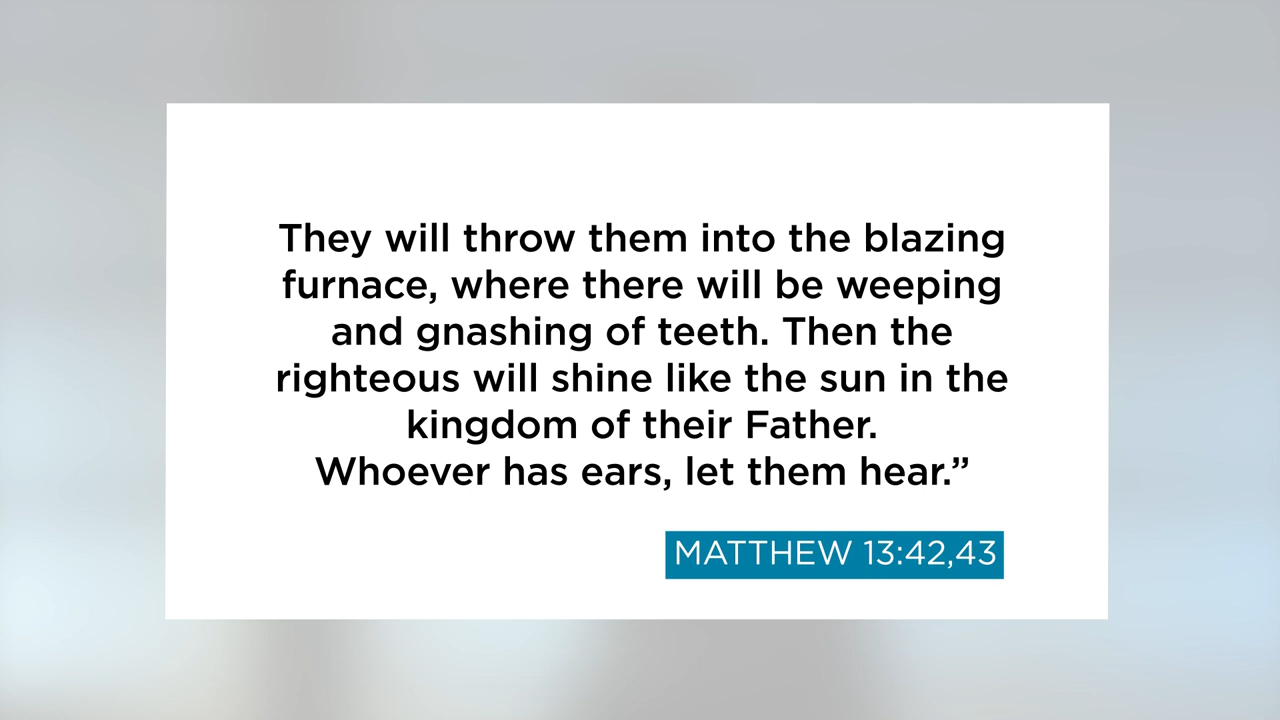 They will throw them into the blazing
furnace, where there will be weeping
and gnashing of teeth. Then the
righteous will shine like the sun in the
kingdom of their Father.
Whoever has ears, let them hear.”
MATTHEW 13:42,43